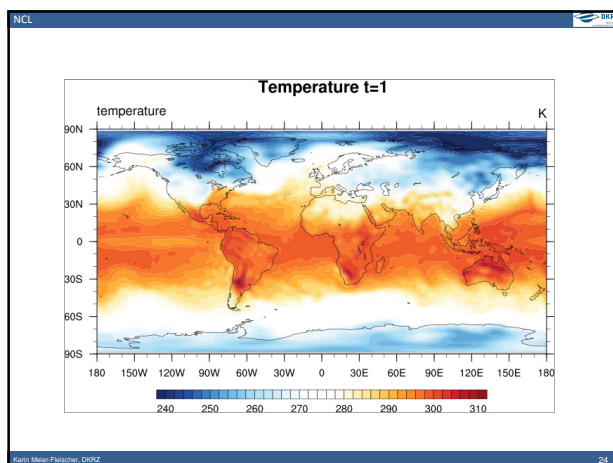 NCL
DKRZ
Temperature t=1
temperature K
90N
60N
30N
0
30S
60S
90S
180 150W 120W 90W 60W 30W 0 30E 60E 90E 120E 150E 180
240 250 260 270 280 290 300 310
Karin Meier-Fleischer, DKRZ 24